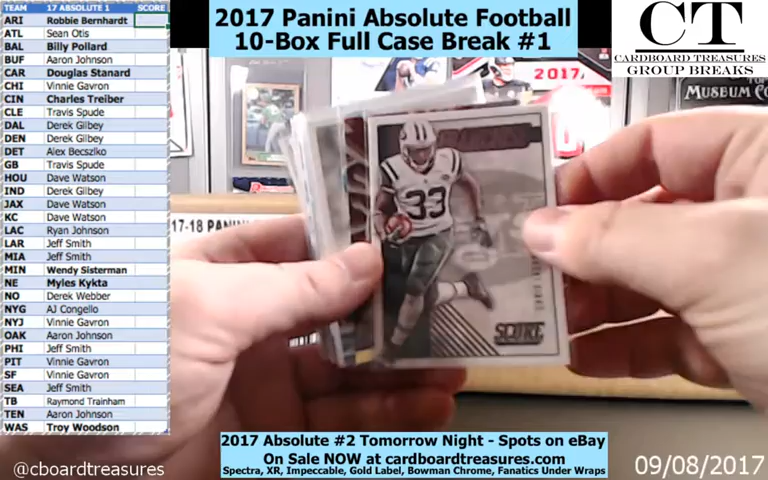 TEAM 17 ABSOLUTE 1 SCORE
ARI Robbie Bernhardt
ATL Sean Otis
BAL Billy Pollard
BUF Aaron Johnson
CAR Douglas Stanard
CHI Vinnie Gavron
CIN Charles Treiber
CLE Travis Spude
DAL Derek Gilbey
DEN Derek Gilbey
DET Alex Becszlko
GB Travis Spude
HOU Dave Watson
IND Derek Gilbey
JAX Dave Watson
KC Dave Watson
LAC Ryan Johnson
LAR Jeff Smith
MIA Jeff Smith
MIN Wendy Sisterman
NE Myles Kykta
NO Derek Webber
NYG AJ Congello
NYJ Vinnie Gavron
OAK Aaron Johnson
PHI Jeff Smith
PIT Vinnie Gavron
SF Vinnie Gavron
SEA Jeff Smith
TB Raymond Trainham
TEN Aaron Johnson
WAS Troy Woodson
2017 Panini Absolute Football
10-Box Full Case Break #1
CT
CARDBOARD TREASURES
GROUP BREAKS
2017
MUSEUM
17-18 PANINI
33
SCORE
2017 Absolute #2 Tomorrow Night - Spots on eBay
On Sale NOW at cardboardtreasures.com
Spectra, XR, Impeccable, Gold Label, Bowman Chrome, Fanatics Under Wraps
@cboardtreasures
09/08/2017